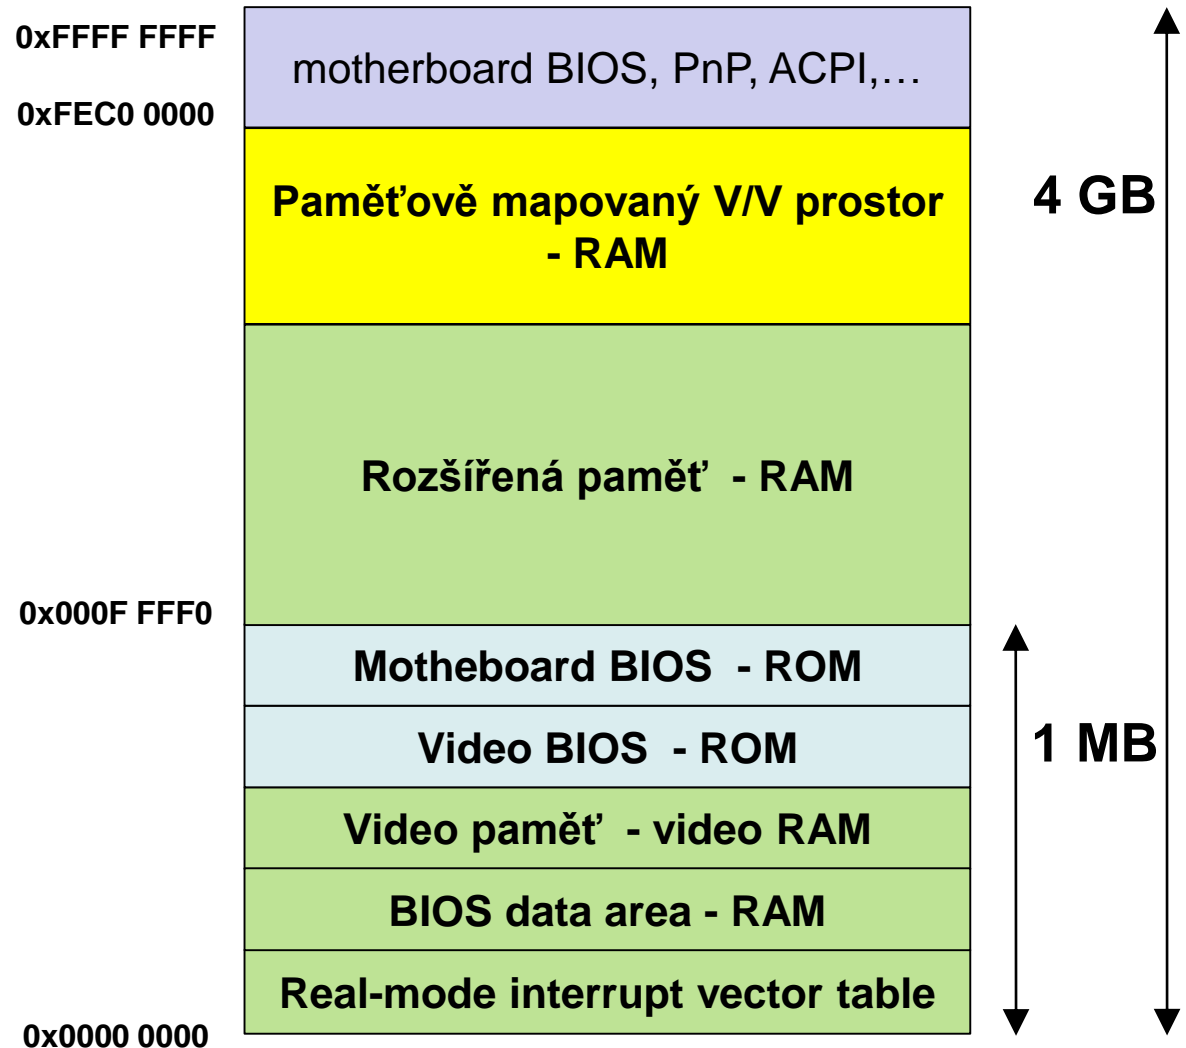 0xFFFF FFFF
motherboard BIOS, PnP, ACPI,…
0xFEC0 0000
Paměťově mapovaný V/V prostor
- RAM
4 GB
Rozšířená paměť - RAM
0x000F FFF0
Motheboard BIOS - ROM
Video BIOS - ROM
1 MB
Video paměť - video RAM
BIOS data area - RAM
Real-mode interrupt vector table
0x0000 0000